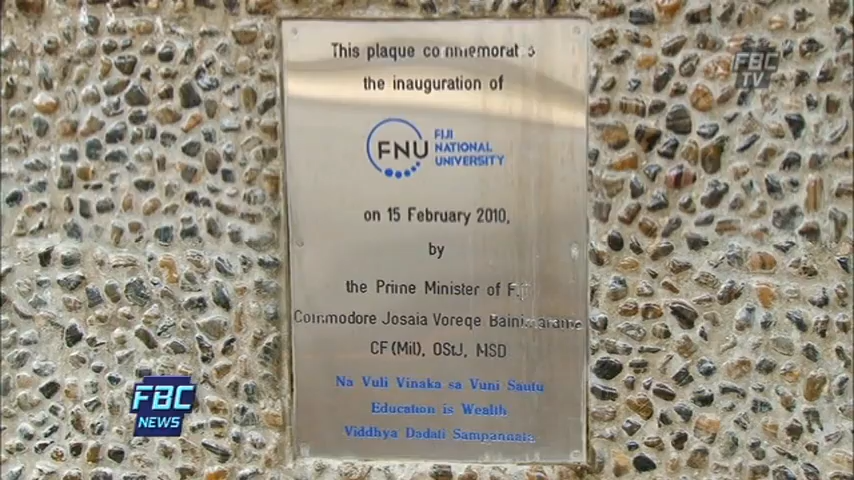 This plaque commemorates
the inauguration of
FNU
FIJI
NATIONAL
UNIVERSITY
on 15 February 2010,
by
the Prime Minister of
Commodore Josaia Voreqe Bainimarama
CF(Mil), OStJ, MSD
Na Vuli Vinaka sa Vuni Sautu
Education is Wealth
Viddhya Dadati Sampannata
FBC
TV
FBC
NEWS